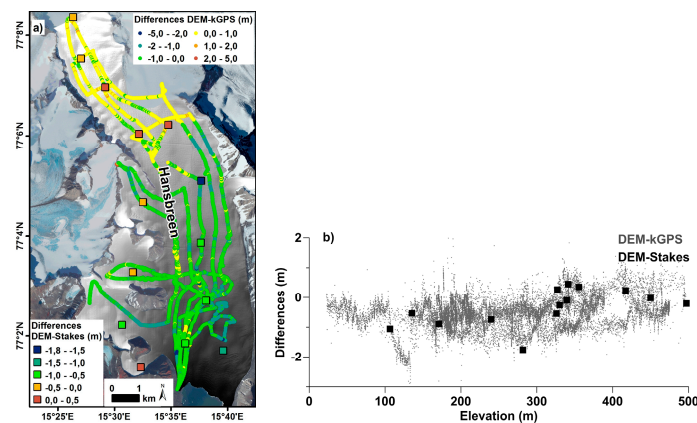 a)
Differences DEM-kGPS (m)
-5,0 - -2,0
-2 - -1,0
-1,0 - 0,0
0,0 - 1,0
1,0 - 2,0
2,0 - 5,0
77°8'N
77°6'N
77°4'N
77°2'N
Hansbreen
Differences
DEM-Stakes (m)
-1,8 - -1,5
-1,5 - -1,0
-1,0 - -0,5
-0,5 - 0,0
0,0 - 0,5
0 1
km
N
15°25'E 15°30'E 15°35'E 15°40'E
b)
DEM-kGPS
DEM-Stakes
Differences (m)
2
0
-2
0 100 200 300 400 500
Elevation (m)